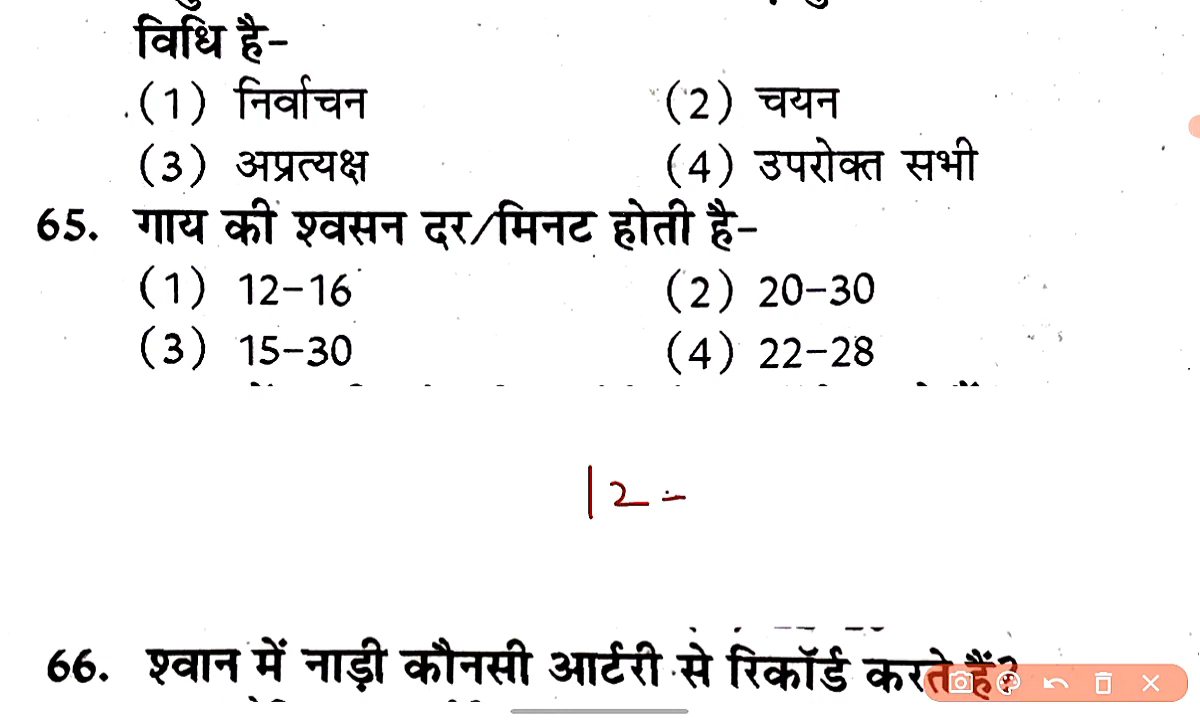 विधि है-
(1) निर्वाचन (2) चयन
(3) अप्रत्यक्ष (4) उपरोक्त सभी
65. गाय की श्वसन दर/मिनट होती है-
(1) 12-16 (2) 20-30
(3) 15-30 (4) 22-28
12-
66. श्वान में नाड़ी कौनसी आर्टरी से रिकॉर्ड करते हैं?